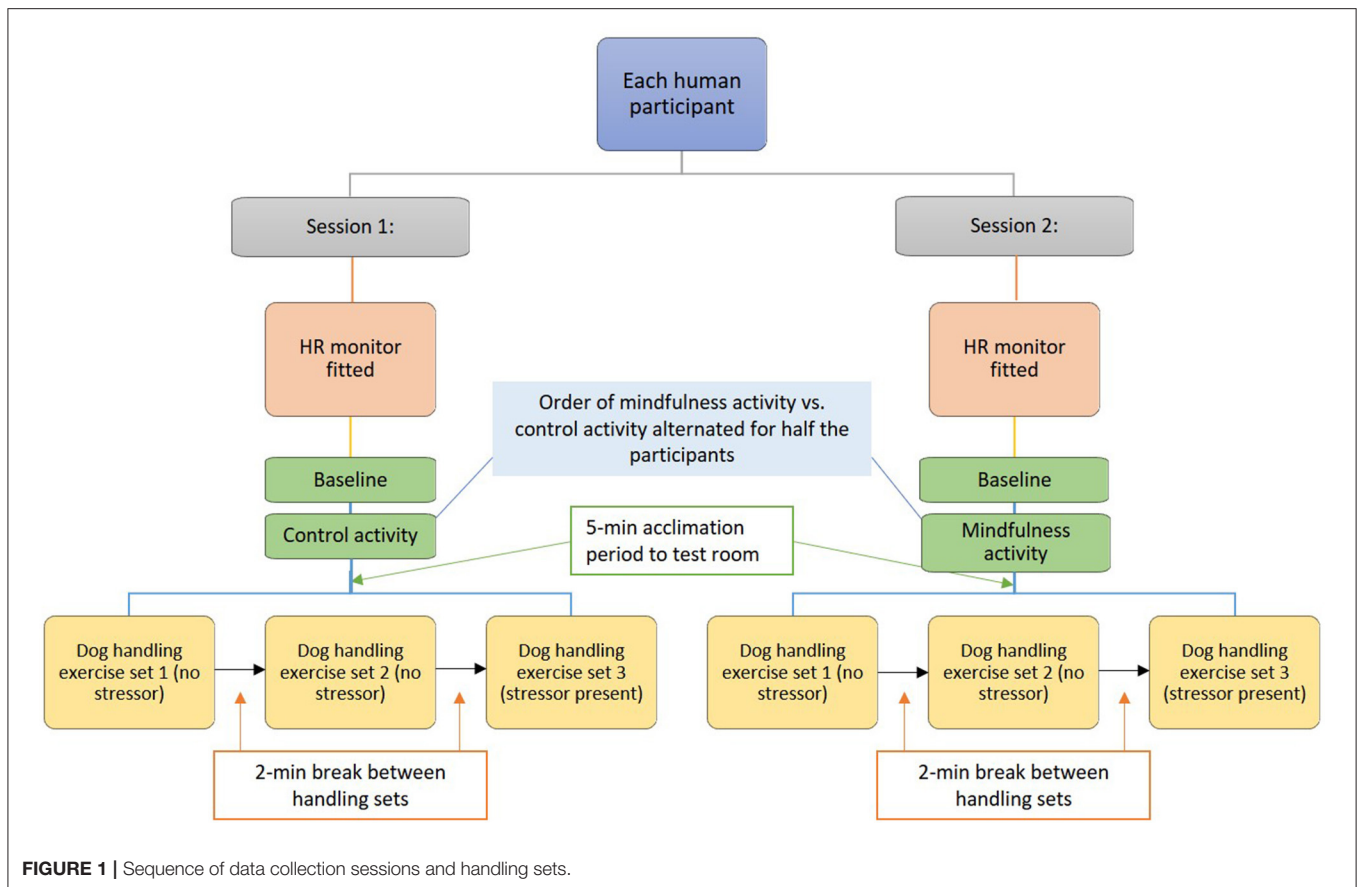 Each human
participant
Session 1:
Session 2:
HR monitor
fitted
HR monitor
fitted
Order of mindfulness activity vs.
control activity alternated for half the
participants
Baseline
Baseline
Control activity
Mindfulness
activity
5-min acclimation
period to test room
Dog handling
exercise set 1 (no
stressor)
Dog handling
exercise set 2 (no
stressor)
Dog handling
exercise set 3
(stressor present)
Dog handling
exercise set 1 (no
stressor)
Dog handling
exercise set 2 (no
stressor)
Dog handling
exercise set 3
(stressor present)
2-min break between
handling sets
2-min break between
handling sets
FIGURE 1 | Sequence of data collection sessions and handling sets.